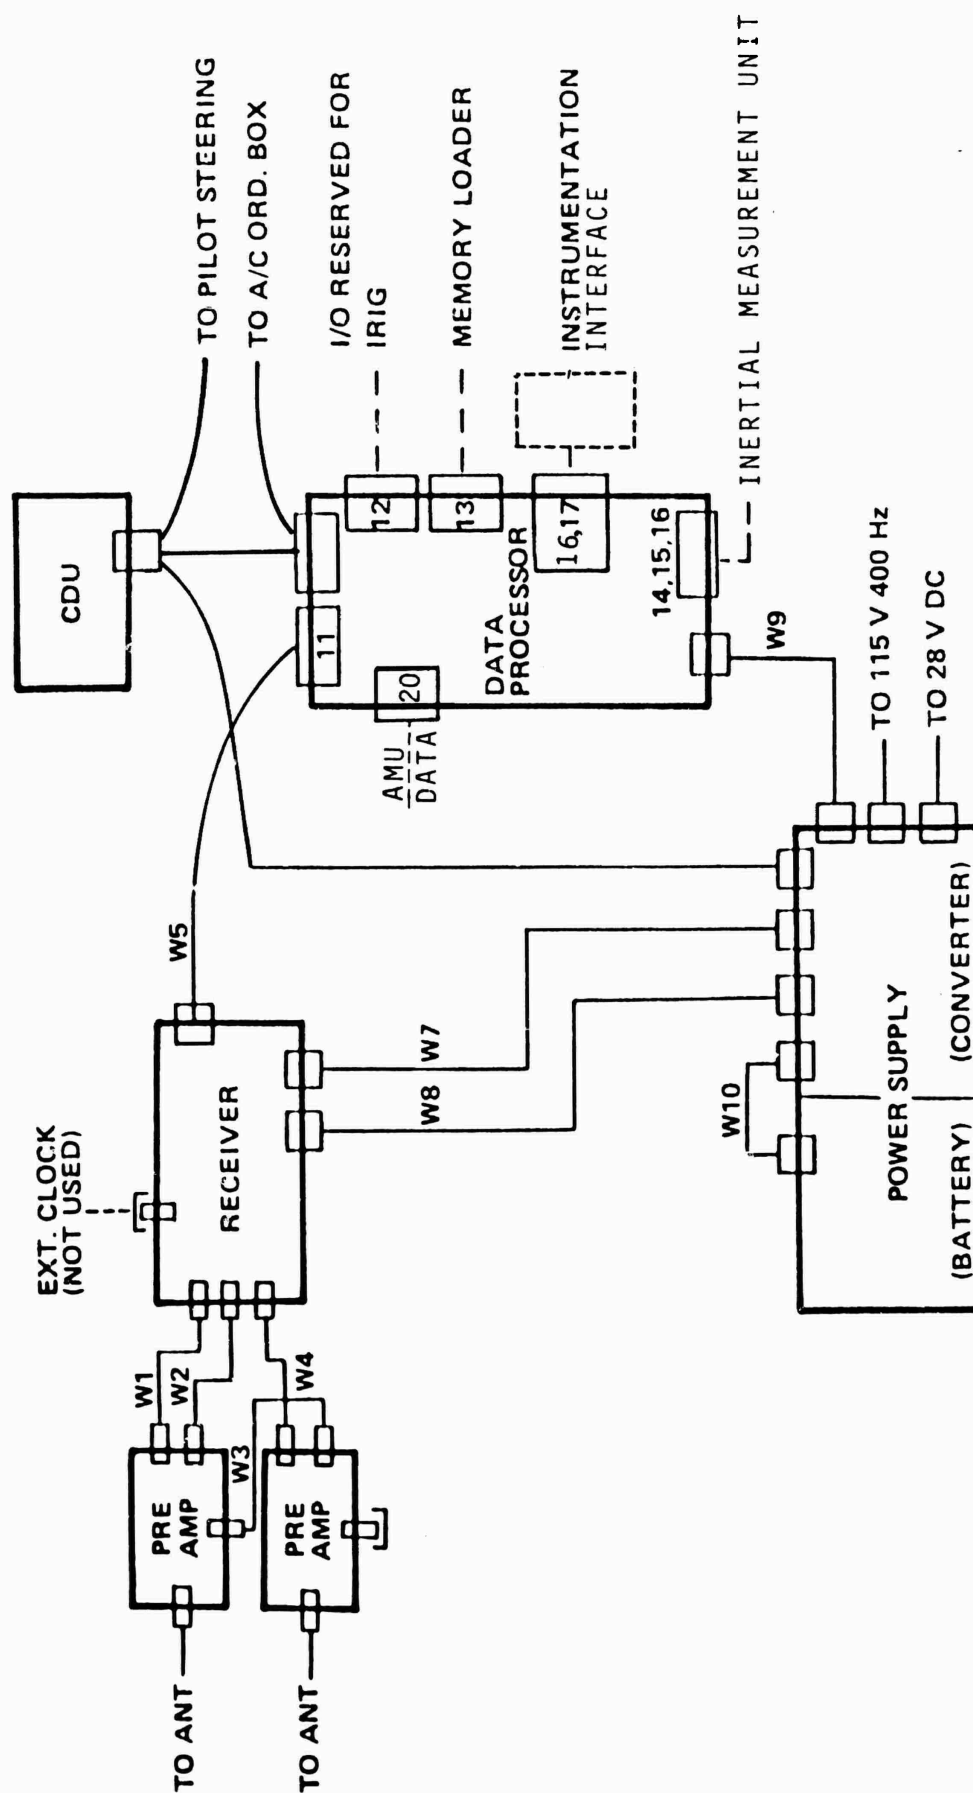 TO ANT
TO ANT
PRE
AMP
PRE
AMP
W1
W2
W3
W4
EXT. CLOCK
(NOT USED)
RECEIVER
W5
W7
W8
W10
POWER SUPPLY
(BATTERY)
(CONVERTER)
CDU
TO PILOT STEERING
TO A/C ORD. BOX
I/O RESERVED FOR
IRIG
MEMORY LOADER
INSTRUMENTATION
INTERFACE
INERTIAL MEASUREMENT UNIT
11
12
13
16,17
14,15,16
20
DATA
PROCESSOR
AMU
DATA
W9
TO 115 V 400 Hz
TO 28 V DC